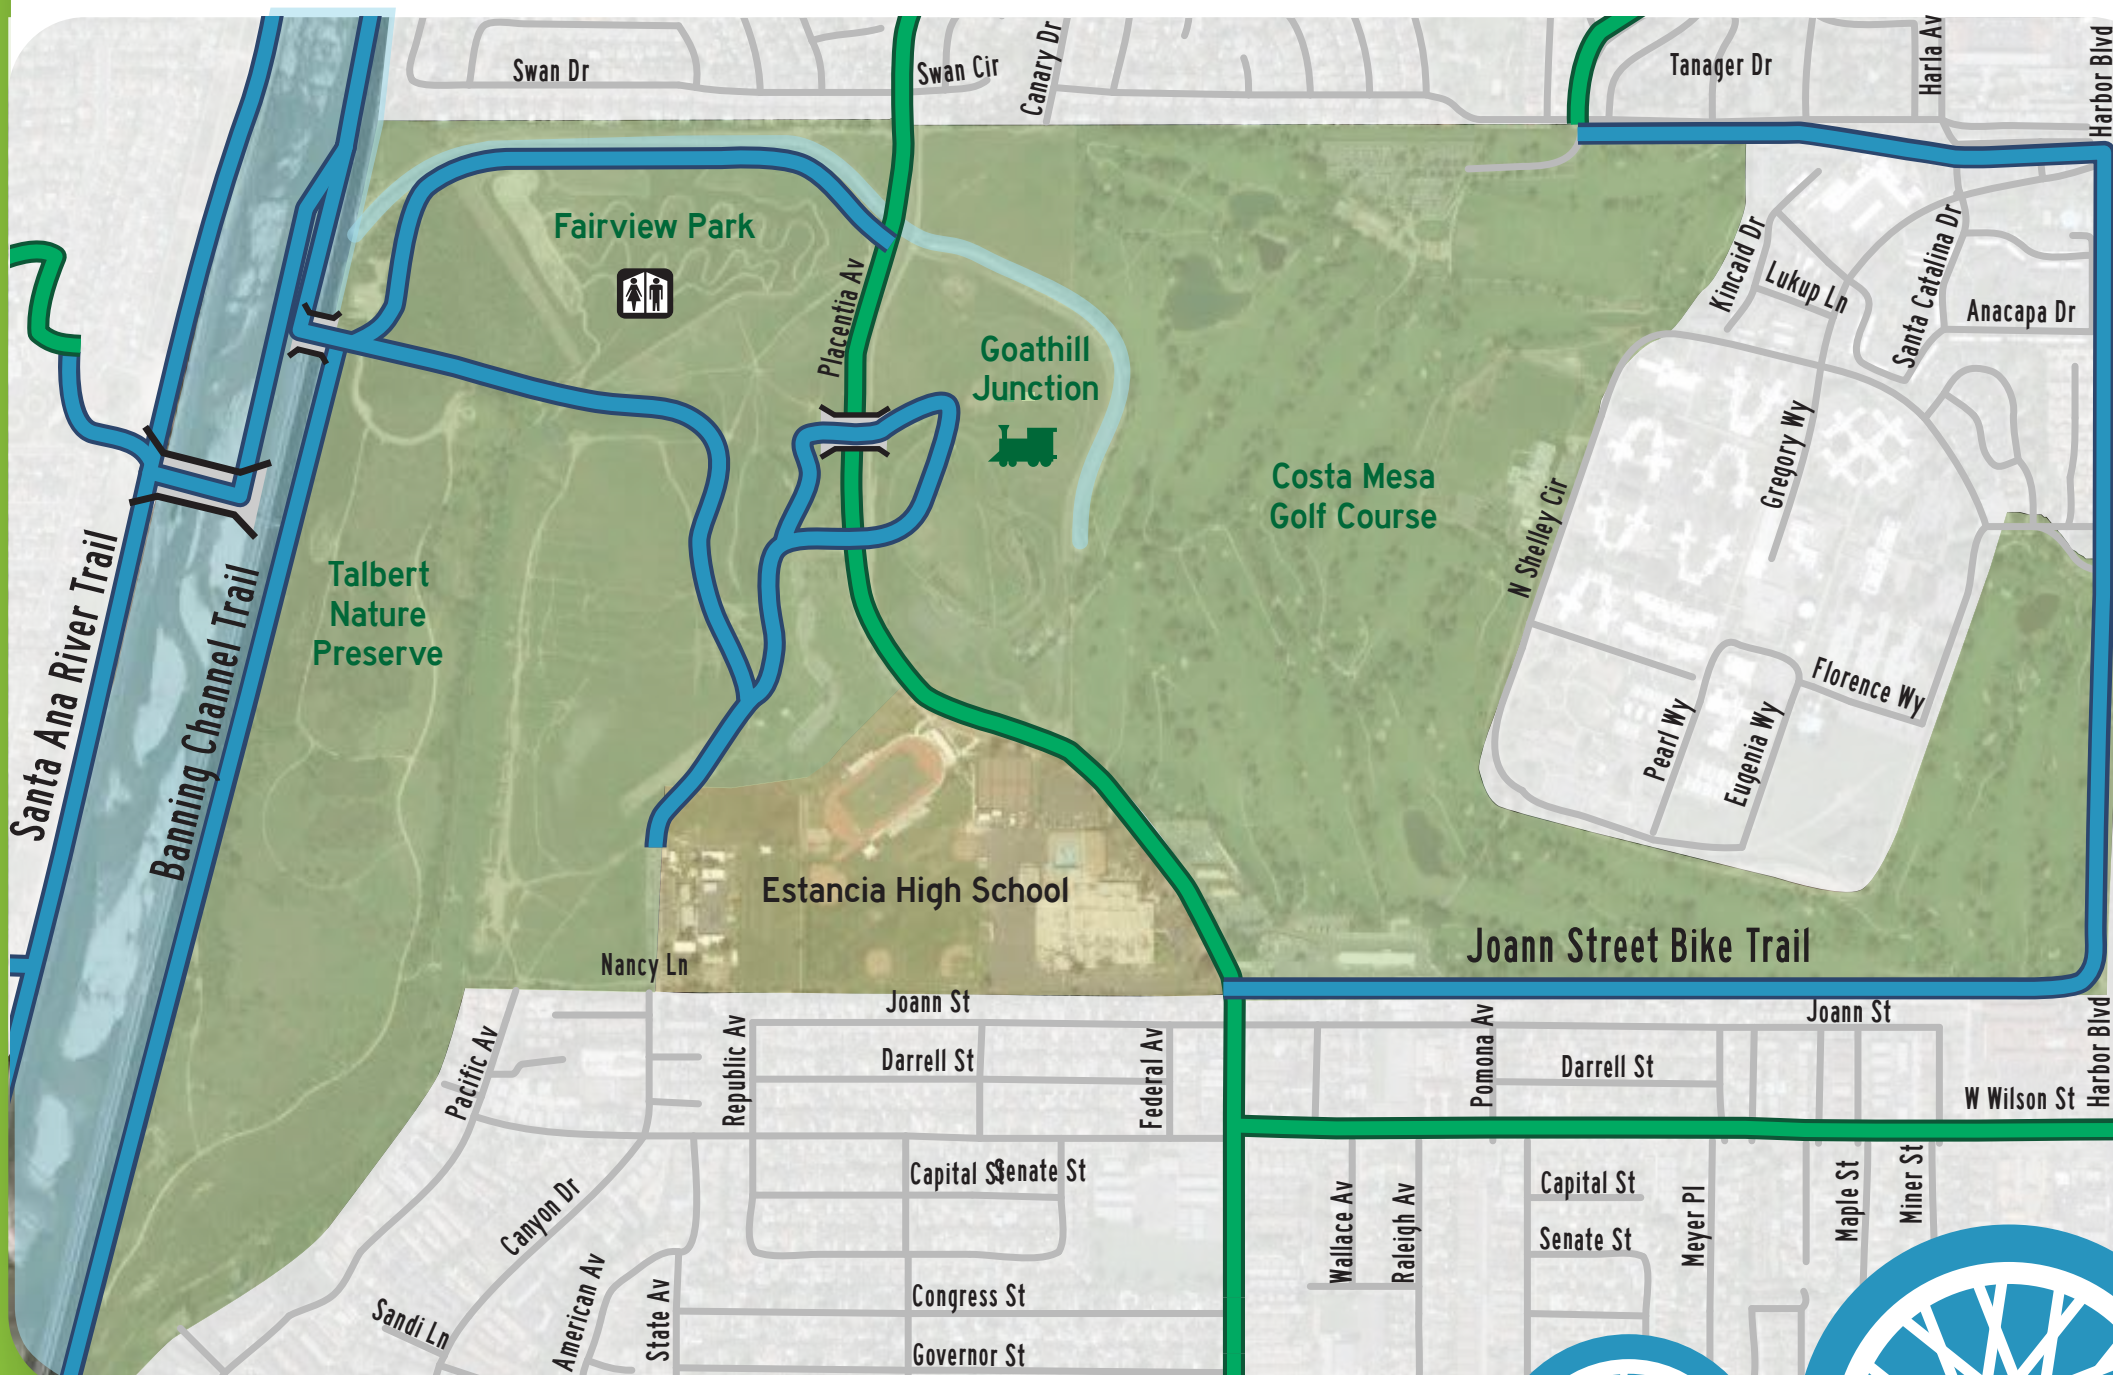 Swan Dr
Swan Cir
Canary Dr
Tanager Dr
Harla Av
Harbor Blvd
Fairview Park
Placentia Av
Goathill
Junction
Kincaid Dr
Lukup Ln
Santa Catalina Dr
Anacapa Dr
Costa Mesa
Golf Course
Gregory Wy
N Shelley Cir
Santa Ana River Trail
Banning Channel Trail
Talbert
Nature
Preserve
Florence Wy
Pearl Wy
Eugenia Wy
Estancia High School
Joann Street Bike Trail
Nancy Ln
Joann St
Joann St
Pacific Av
Republic Av
Darrell St
Federal Av
Pomona Av
Darrell St
W Wilson St
Harbor Blvd
Capital St
Senate St
Canyon Dr
Wallace Av
Raleigh Av
Capital St
Senate St
Meyer Pl
Maple St
Miner St
Sandi Ln
American Av
State Av
Congress St
Governor St